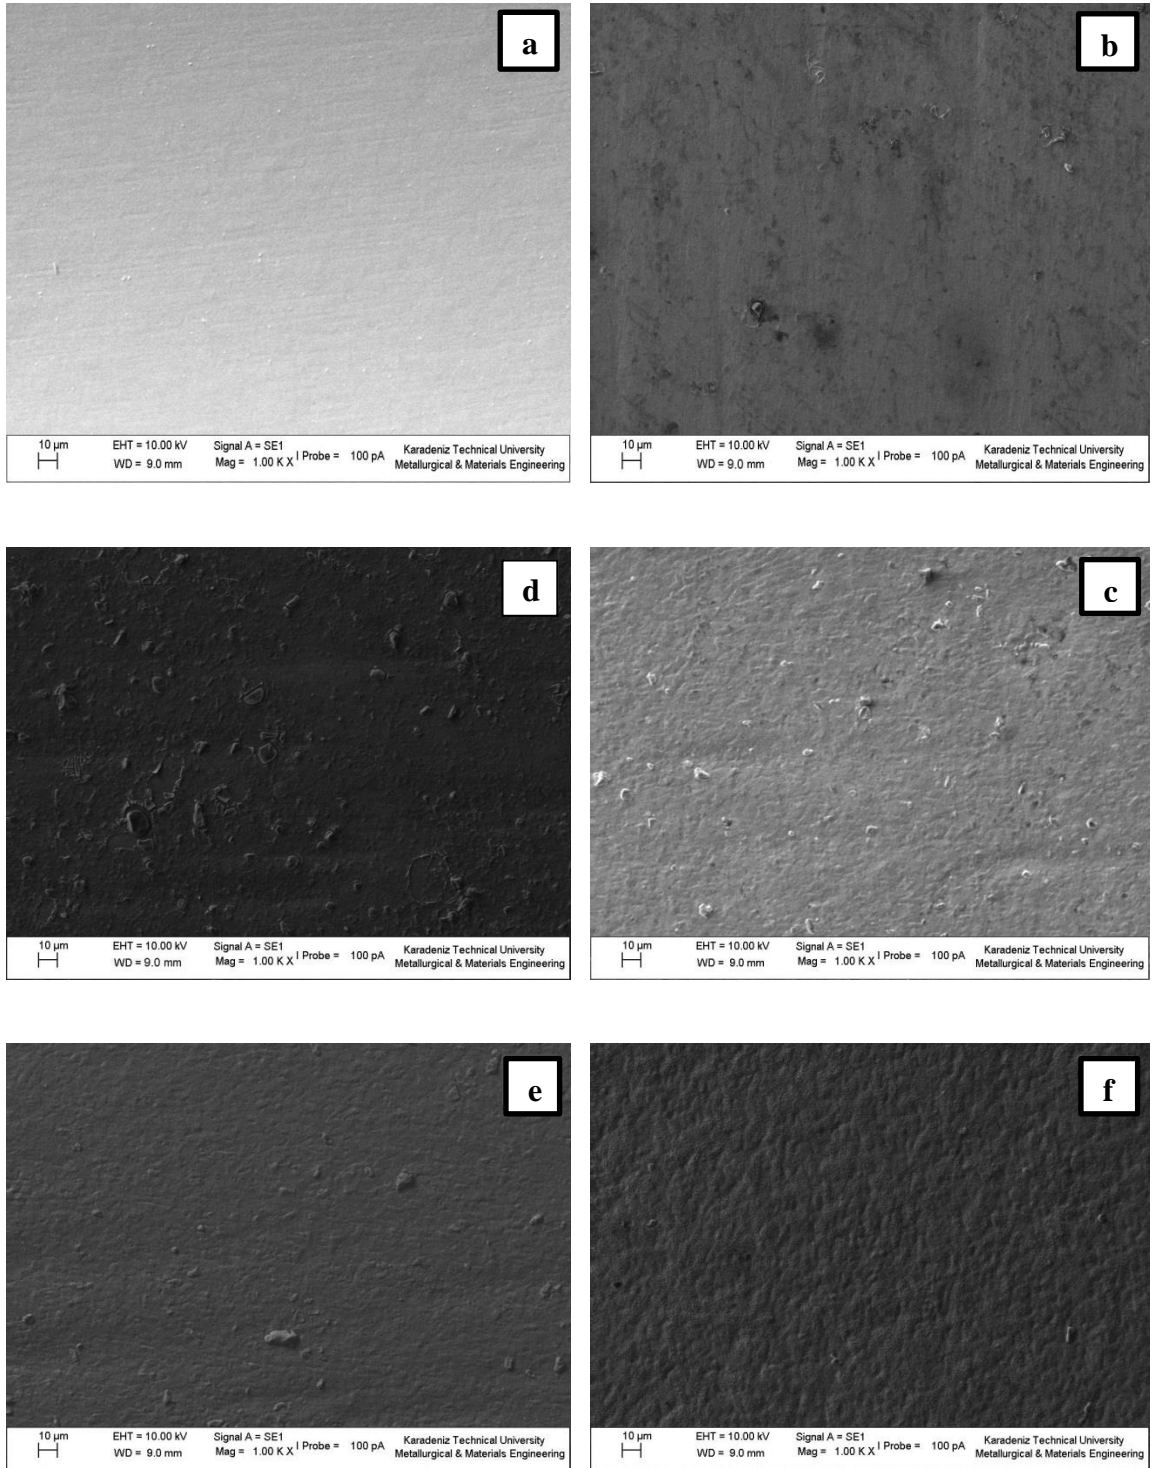 a
10 µm
EHT = 10.00 kV
Signal A = SE1
WD = 9.0 mm
Mag = 1.00 K X
I Probe = 100 pA
Karadeniz Technical University
Metallurgical & Materials Engineering
b
10 µm
EHT = 10.00 kV
Signal A = SE1
WD = 9.0 mm
Mag = 1.00 K X
I Probe = 100 pA
Karadeniz Technical University
Metallurgical & Materials Engineering
d
10 µm
EHT = 10.00 kV
Signal A = SE1
WD = 9.0 mm
Mag = 1.00 K X
I Probe = 100 pA
Karadeniz Technical University
Metallurgical & Materials Engineering
c
10 µm
EHT = 10.00 kV
Signal A = SE1
WD = 9.0 mm
Mag = 1.00 K X
I Probe = 100 pA
Karadeniz Technical University
Metallurgical & Materials Engineering
e
10 µm
EHT = 10.00 kV
Signal A = SE1
WD = 9.0 mm
Mag = 1.00 K X
I Probe = 100 pA
Karadeniz Technical University
Metallurgical & Materials Engineering
f
10 µm
EHT = 10.00 kV
Signal A = SE1
WD = 9.0 mm
Mag = 1.00 K X
I Probe = 100 pA
Karadeniz Technical University
Metallurgical & Materials Engineering